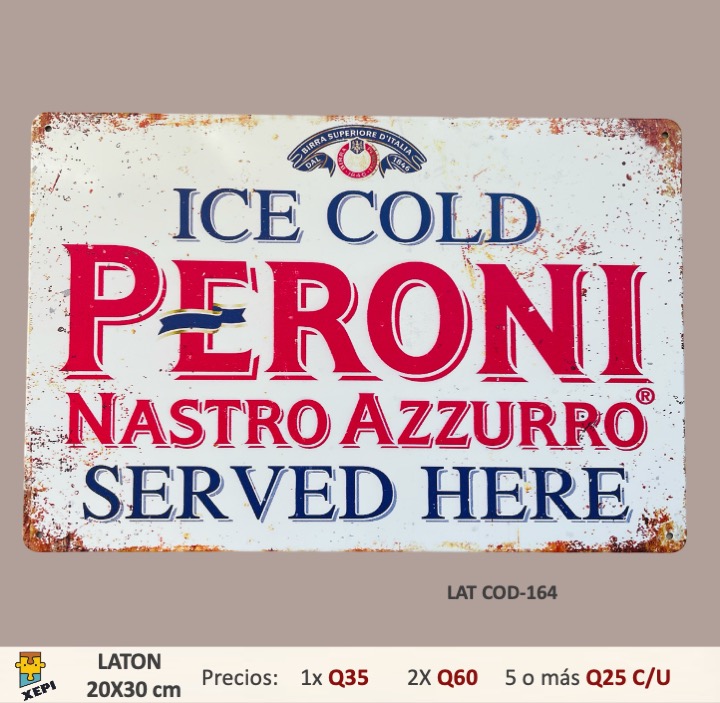 BIRRA SUPERIORE D'ITALIA
DAL 1846
ICE COLD
PERONI
NASTRO AZZURRO®
SERVED HERE
LAT COD-164
XEPI
LATON
20X30 cm
Precios: 1x Q35 2X Q60 5 o más Q25 C/U